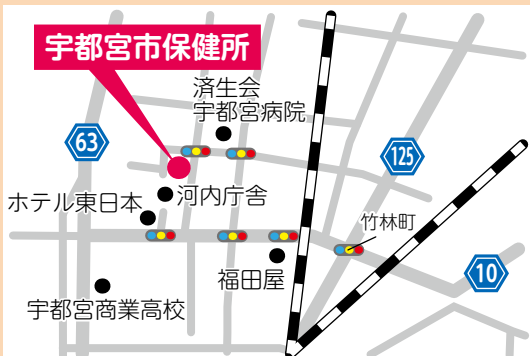 宇都宮市保健所
済生会
宇都宮病院
63
125
河内庁舎
ホテル東日本
竹林町
福田屋
10
宇都宮商業高校